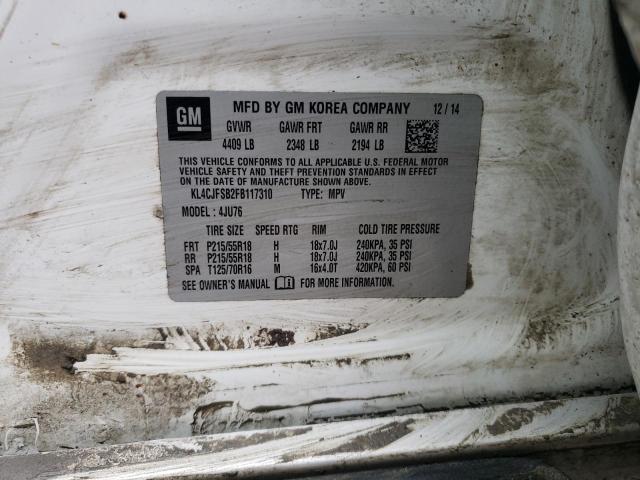 GM MFD BY GM KOREA COMPANY 12 / 14
GVWR GAWR FRT GAWR RR
4409 LB 2348 LB 2194 LB
THIS VEHICLE CONFORMS TO ALL APPLICABLE U.S. FEDERAL MOTOR
VEHICLE SAFETY AND THEFT PREVENTION STANDARDS IN EFFECT ON
THE DATE OF MANUFACTURE SHOWN ABOVE.
KL4CJFSB2FB117310 TYPE: MPV
MODEL : 4JU76
TIRE SIZE SPEED RTG RIM COLD TIRE PRESSURE
FRT P215/55R18 H 18x7.0J 240KPA, 35 PSI
RR P215/55R18 H 18x7.0J 240KPA, 35 PSI
SPA T125/70R16 M 16x4.0T 420KPA, 60 PSI
SEE OWNER'S MANUAL FOR MORE INFORMATION.